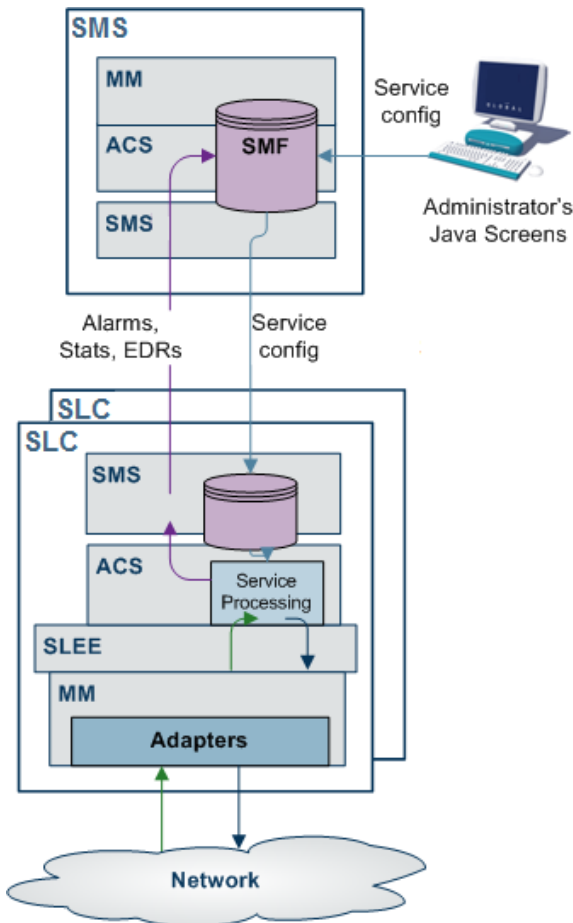 SMS
MM
ACS
SMF
SMS
Service
config
Administrator's
Java Screens
Alarms,
Stats, EDRs
Service
config
SLC
SLC
SMS
ACS
Service
Processing
SLEE
MM
Adapters
Network